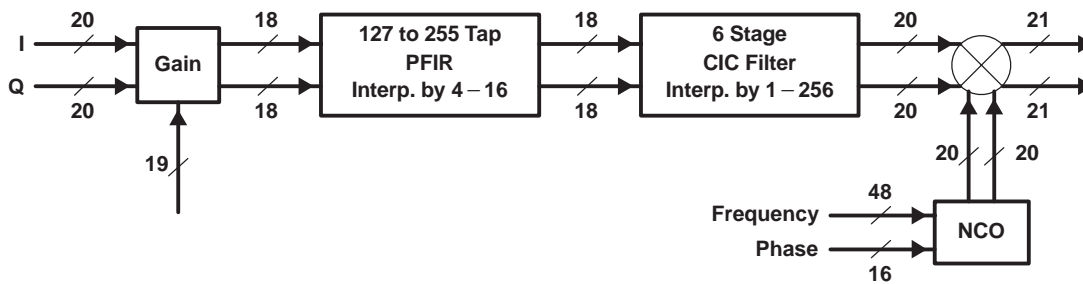 20 18 18 20 21
I
Gain
127 to 255 Tap
PFIR
Interp. by 4 – 16
6 Stage
CIC Filter
Interp. by 1 – 256
Q
20 18 18 20 21
19
20 20
48
Frequency
NCO
Phase
16